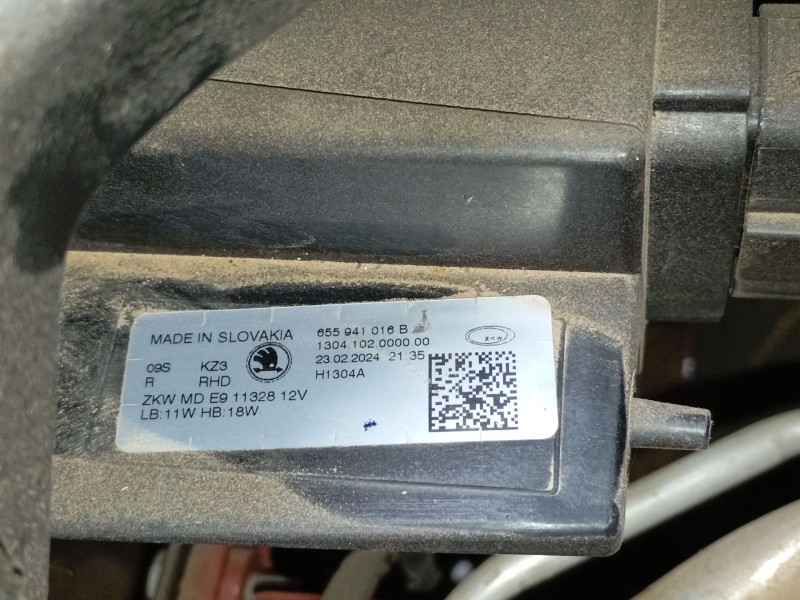 MADE IN SLOVAKIA
655 941 016 B
1304.102.0000 00
23.02.2024 21:35
H1304A
ZKW
09S KZ3
R RHD
ZKW MD E9 11328 12V
LB:11W HB:18W